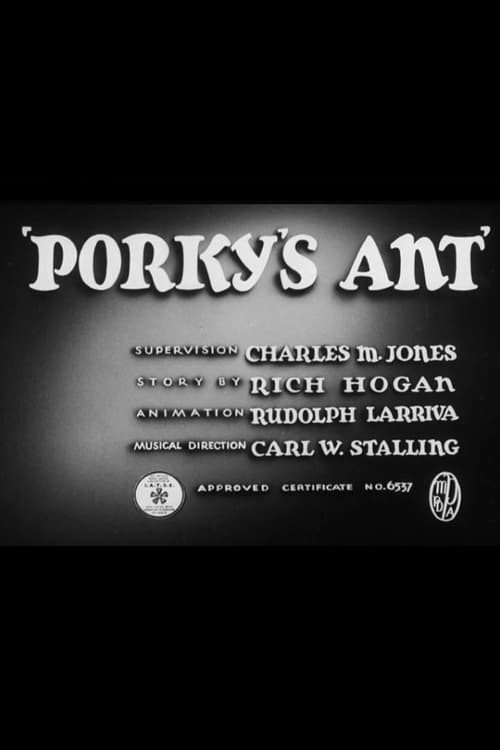 'PORKY'S ANT'
SUPERVISION CHARLES M. JONES
STORY BY RICH HOGAN
ANIMATION RUDOLPH LARRIVA
MUSICAL DIRECTION CARL W. STALLING
I.A.T.S.E.
APPROVED CERTIFICATE NO. 6537
MPPDA